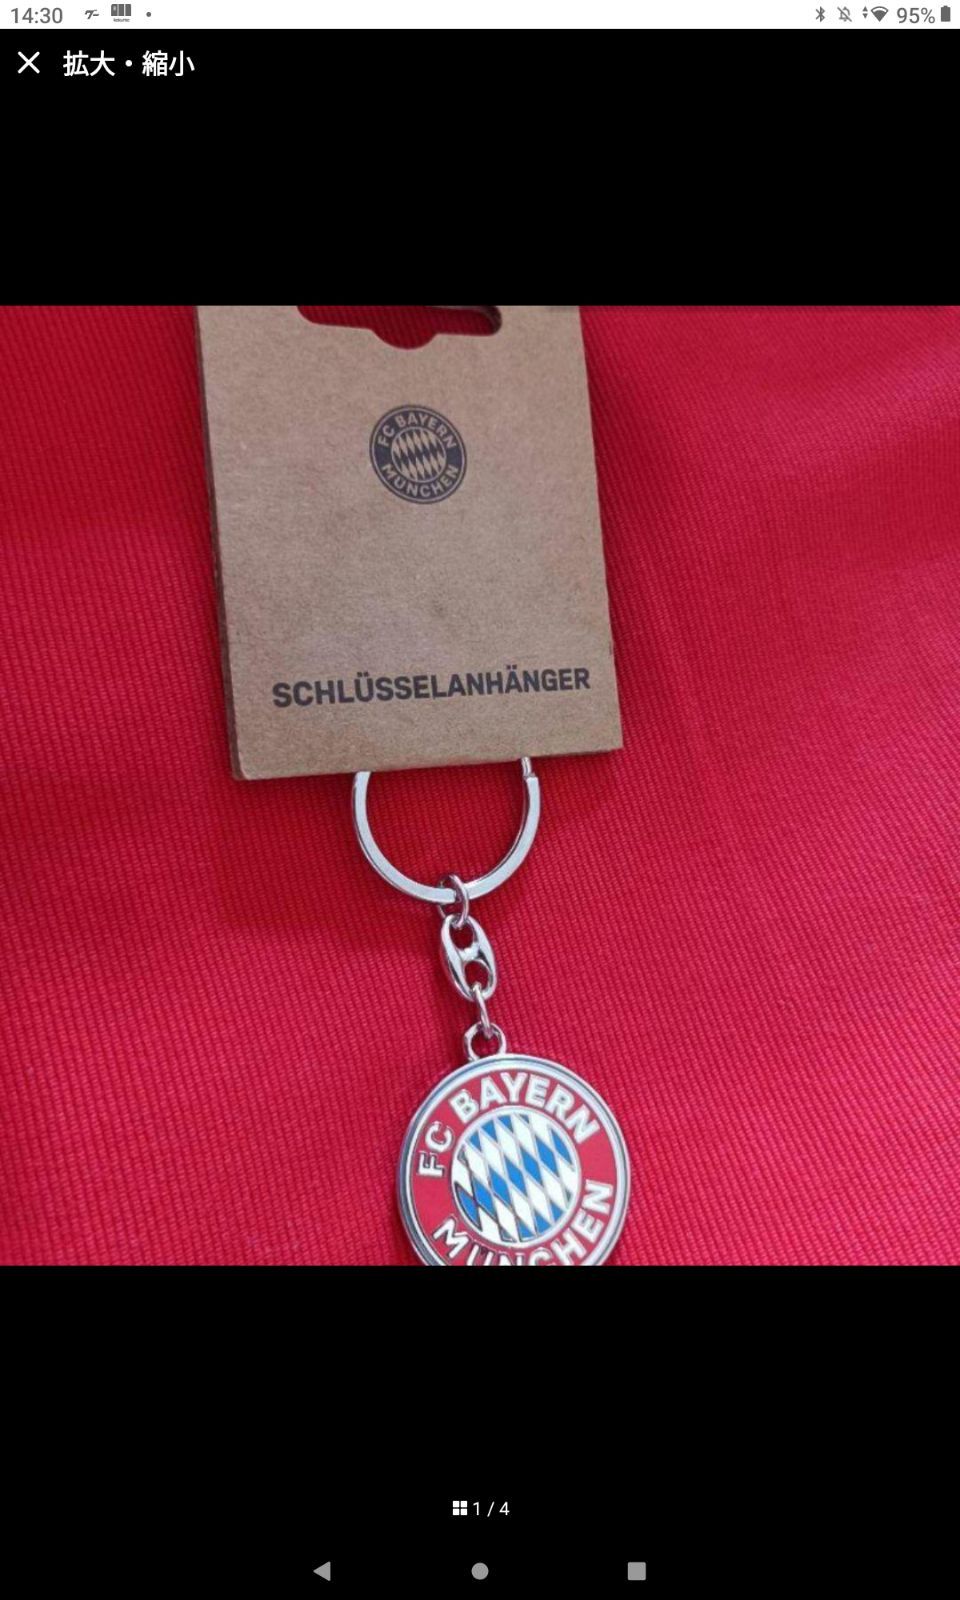 14:30
95%
拡大・縮小
FC BAYERN
MÜNCHEN
SCHLÜSSELANHÄNGER
FC BAYERN
MÜNCHEN
1 / 4